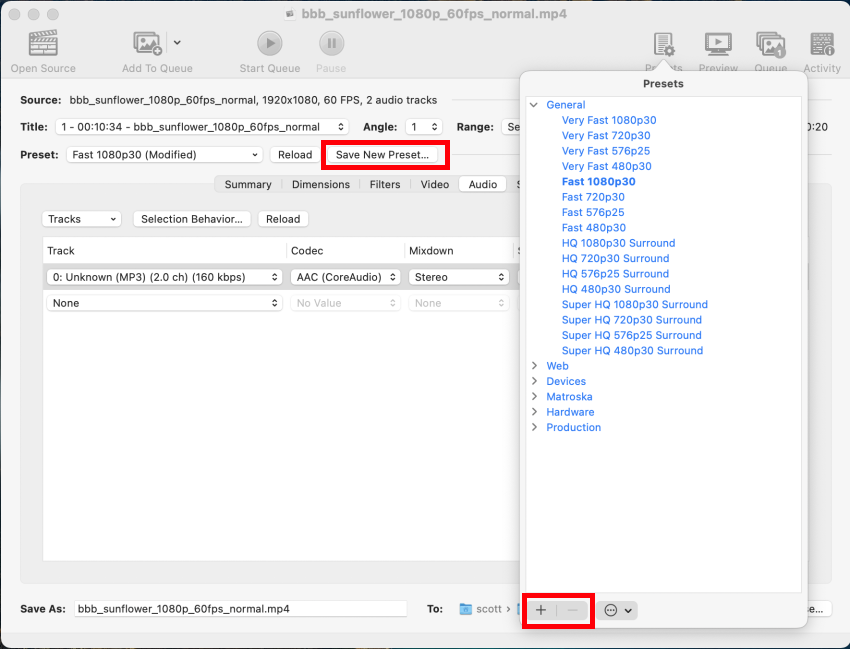 bbb_sunflower_1080p_60fps_normal.mp4
Open Source
Add To Queue
Start Queue
Pause
Preview
Queue
Activity
Presets
Source: bbb_sunflower_1080p_60fps_normal, 1920x1080, 60 FPS, 2 audio tracks
Title: 1 - 00:10:34 - bbb_sunflower_1080p_60fps_normal Angle: 1 Range:
Preset: Fast 1080p30 (Modified) Reload Save New Preset...
Summary Dimensions Filters Video Audio
Tracks Selection Behavior... Reload
Track Codec Mixdown
0: Unknown (MP3) (2.0 ch) (160 kbps) AAC (CoreAudio) Stereo
None No Value None
General
Very Fast 1080p30
Very Fast 720p30
Very Fast 576p25
Very Fast 480p30
Fast 1080p30
Fast 720p30
Fast 576p25
Fast 480p30
HQ 1080p30 Surround
HQ 720p30 Surround
HQ 576p25 Surround
HQ 480p30 Surround
Super HQ 1080p30 Surround
Super HQ 720p30 Surround
Super HQ 576p25 Surround
Super HQ 480p30 Surround
Web
Devices
Matroska
Hardware
Production
Save As: bbb_sunflower_1080p_60fps_normal.mp4 To: scott